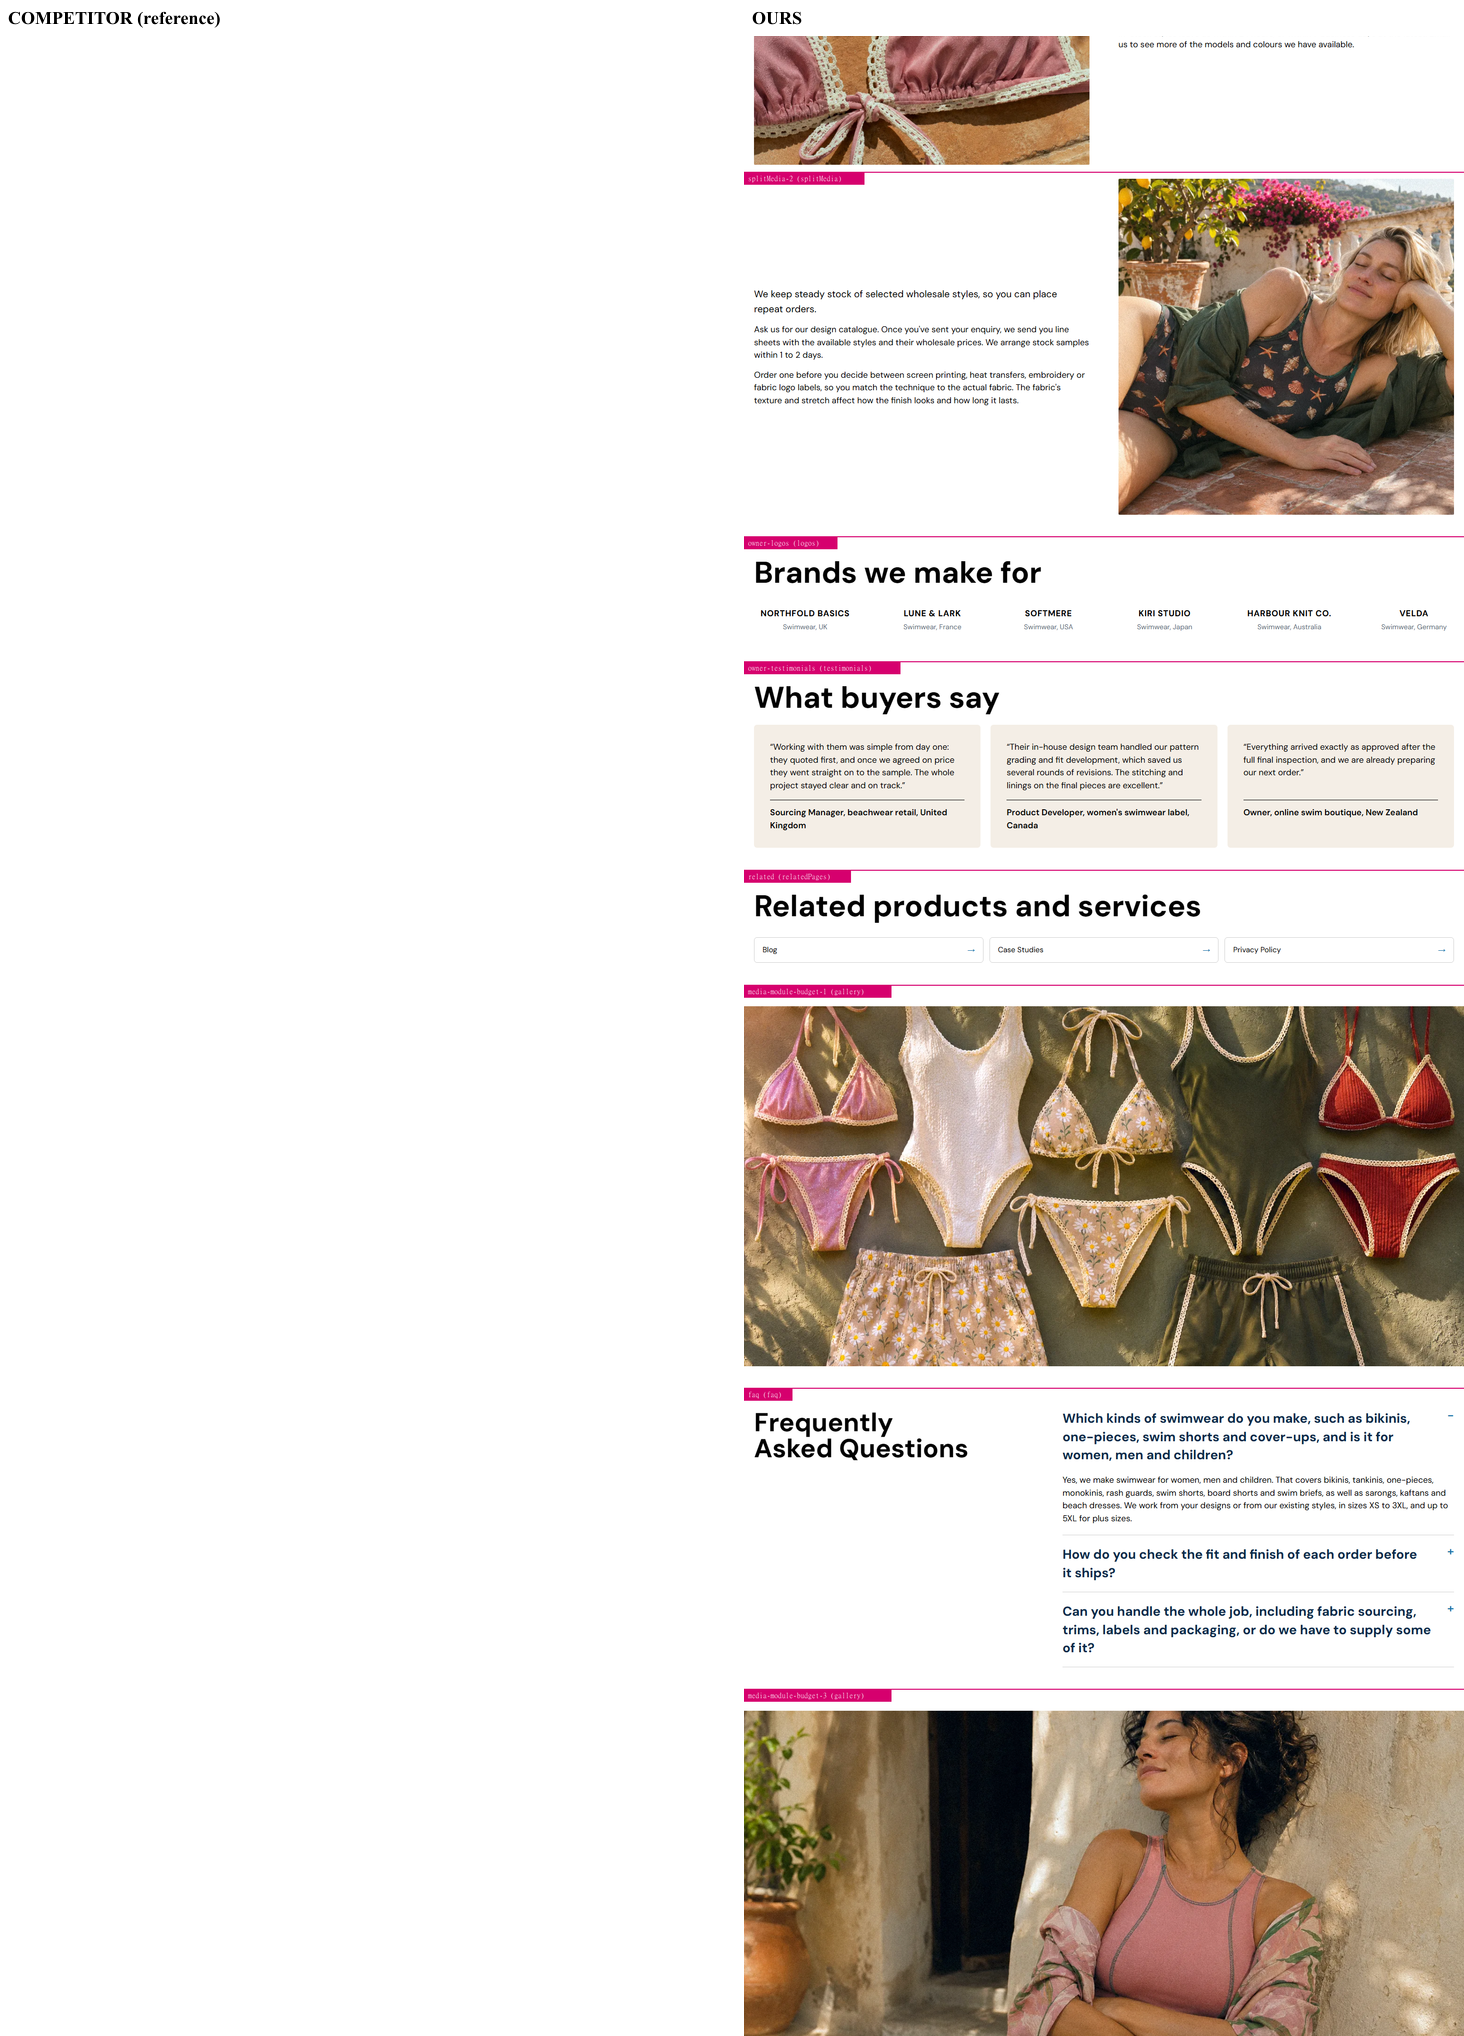 COMPETITOR (reference)
OURS
us to see more of the models and colours we have available.
splitMedia-2 (splitMedia)
We keep steady stock of selected wholesale styles, so you can place
repeat orders.
Ask us for our design catalogue. Once you've sent your enquiry, we send you line
sheets with the available styles and their wholesale prices. We arrange stock samples
within 1 to 2 days.
Order one before you decide between screen printing, heat transfers, embroidery or
fabric logo labels, so you match the technique to the actual fabric. The fabric's
texture and stretch affect how the finish looks and how long it lasts.
owner-logos (logos)
Brands we make for
NORTHFOLD BASICS
Swimwear, UK
LUNE & LARK
Swimwear, France
SOFTMERE
Swimwear, USA
KIRI STUDIO
Swimwear, Japan
HARBOUR KNIT CO.
Swimwear, Australia
VELDA
Swimwear, Germany
owner-testimonials (testimonials)
What buyers say
“Working with them was simple from day one:
they quoted first, and once we agreed on price
they went straight on to the sample. The whole
project stayed clear and on track.”
Sourcing Manager, beachwear retail, United
Kingdom
“Their in-house design team handled our pattern
grading and fit development, which saved us
several rounds of revisions. The stitching and
linings on the final pieces are excellent.”
Product Developer, women's swimwear label,
Canada
“Everything arrived exactly as approved after the
full final inspection, and we are already preparing
our next order.”
Owner, online swim boutique, New Zealand
related (relatedPages)
Related products and services
Blog →
Case Studies →
Privacy Policy →
media-module-budget-1 (gallery)
faq (faq)
Frequently
Asked Questions
Which kinds of swimwear do you make, such as bikinis, −
one-pieces, swim shorts and cover-ups, and is it for
women, men and children?
Yes, we make swimwear for women, men and children. That covers bikinis, tankinis, one-pieces,
monokinis, rash guards, swim shorts, board shorts and swim briefs, as well as sarongs, kaftans and
beach dresses. We work from your designs or from our existing styles, in sizes XS to 3XL, and up to
5XL for plus sizes.
How do you check the fit and finish of each order before +
it ships?
Can you handle the whole job, including fabric sourcing, +
trims, labels and packaging, or do we have to supply some
of it?
media-module-budget-3 (gallery)